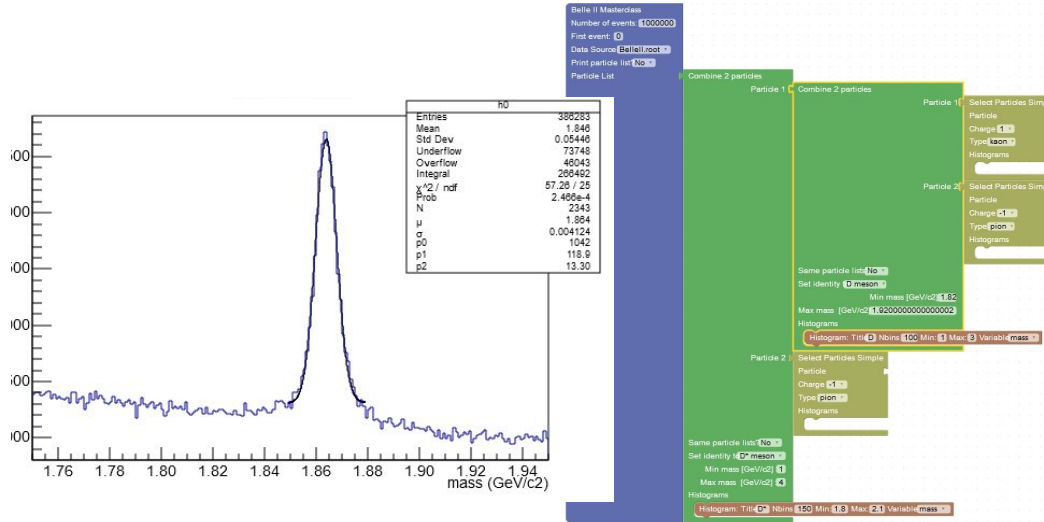 h0
Entries 386283
Mean 1.846
Std Dev 0.05446
Underflow 73748
Overflow 46043
Integral 266492
χ^2 / ndf 57.26 / 25
Prob 2.466e-4
N 2343
μ 1.864
σ 0.004124
p0 1042
p1 118.9
p2 13.30
1.76 1.78 1.80 1.82 1.84 1.86 1.88 1.90 1.92 1.94
mass (GeV/c2)
Belle II Masterclass
Number of events: 1000000
First event: 0
Data Source BelleII.root
Print particle list No
Particle List
Combine 2 particles
Particle 1
Combine 2 particles
Particle 1
Select Particles Simp
Particle
Charge 1
Type kaon
Histograms
Particle 2
Select Particles Simp
Particle
Charge -1
Type pion
Histograms
Same particle lists No
Set identity D meson
Min mass [GeV/c2] 1.82
Max mass [GeV/c2] 1.9200000000000002
Histograms
Histogram: Title D Nbins 100 Min: 1 Max: 3 Variable mass
Particle 2
Select Particles Simple
Particle
Charge -1
Type pion
Histograms
Same particle lists No
Set identity t D* meson
Min mass [GeV/c2] 1
Max mass [GeV/c2] 4
Histograms
Histogram: Title D* Nbins 150 Min: 1.8 Max: 2.1 Variable mass